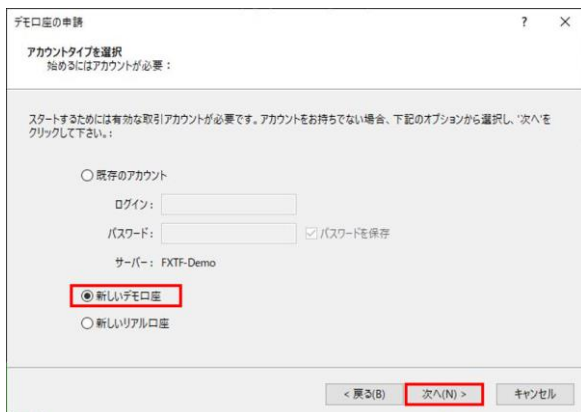 デモ口座の申請 ? ×
アカウントタイプを選択
始めるにはアカウントが必要：
スタートするためには有効な取引アカウントが必要です。アカウントをお持ちでない場合、下記のオプションから選択し、'次へ'を
クリックして下さい。:
既存のアカウント
ログイン：
パスワード： パスワードを保存
サーバー： FXTF-Demo
新しいデモ口座
新しいリアル口座
< 戻る(B) 次へ(N) > キャンセル